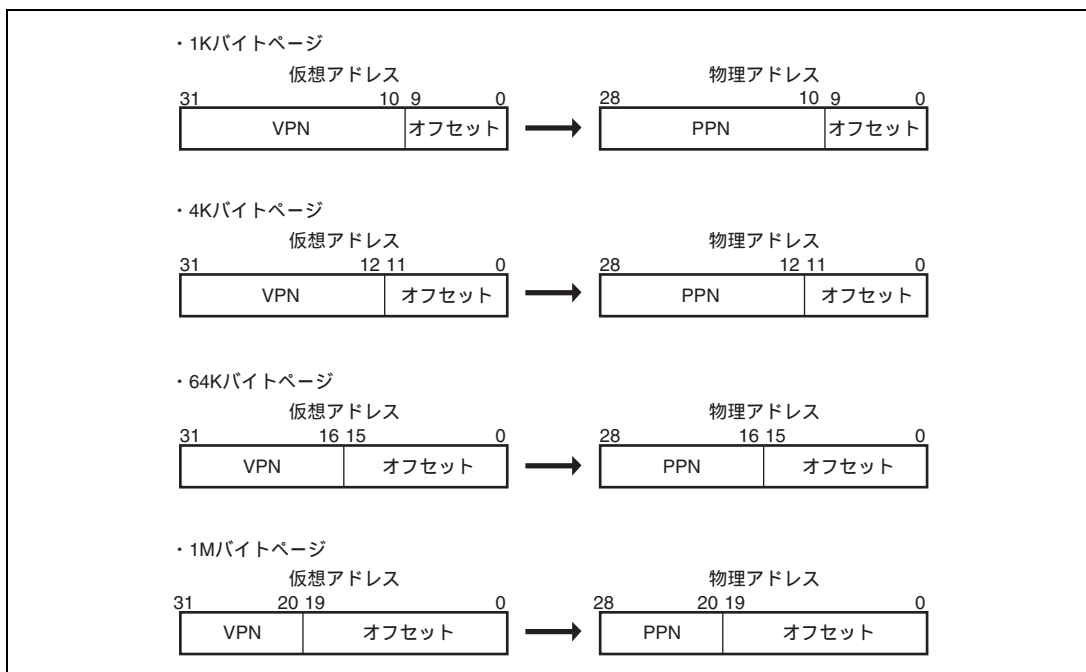 ・1Kバイトページ
仮想アドレス 物理アドレス
31 10 9 0 28 10 9 0
VPN オフセット PPN オフセット
・4Kバイトページ
仮想アドレス 物理アドレス
31 12 11 0 28 12 11 0
VPN オフセット PPN オフセット
・64Kバイトページ
仮想アドレス 物理アドレス
31 16 15 0 28 16 15 0
VPN オフセット PPN オフセット
・1Mバイトページ
仮想アドレス 物理アドレス
31 20 19 0 28 20 19 0
VPN オフセット PPN オフセット